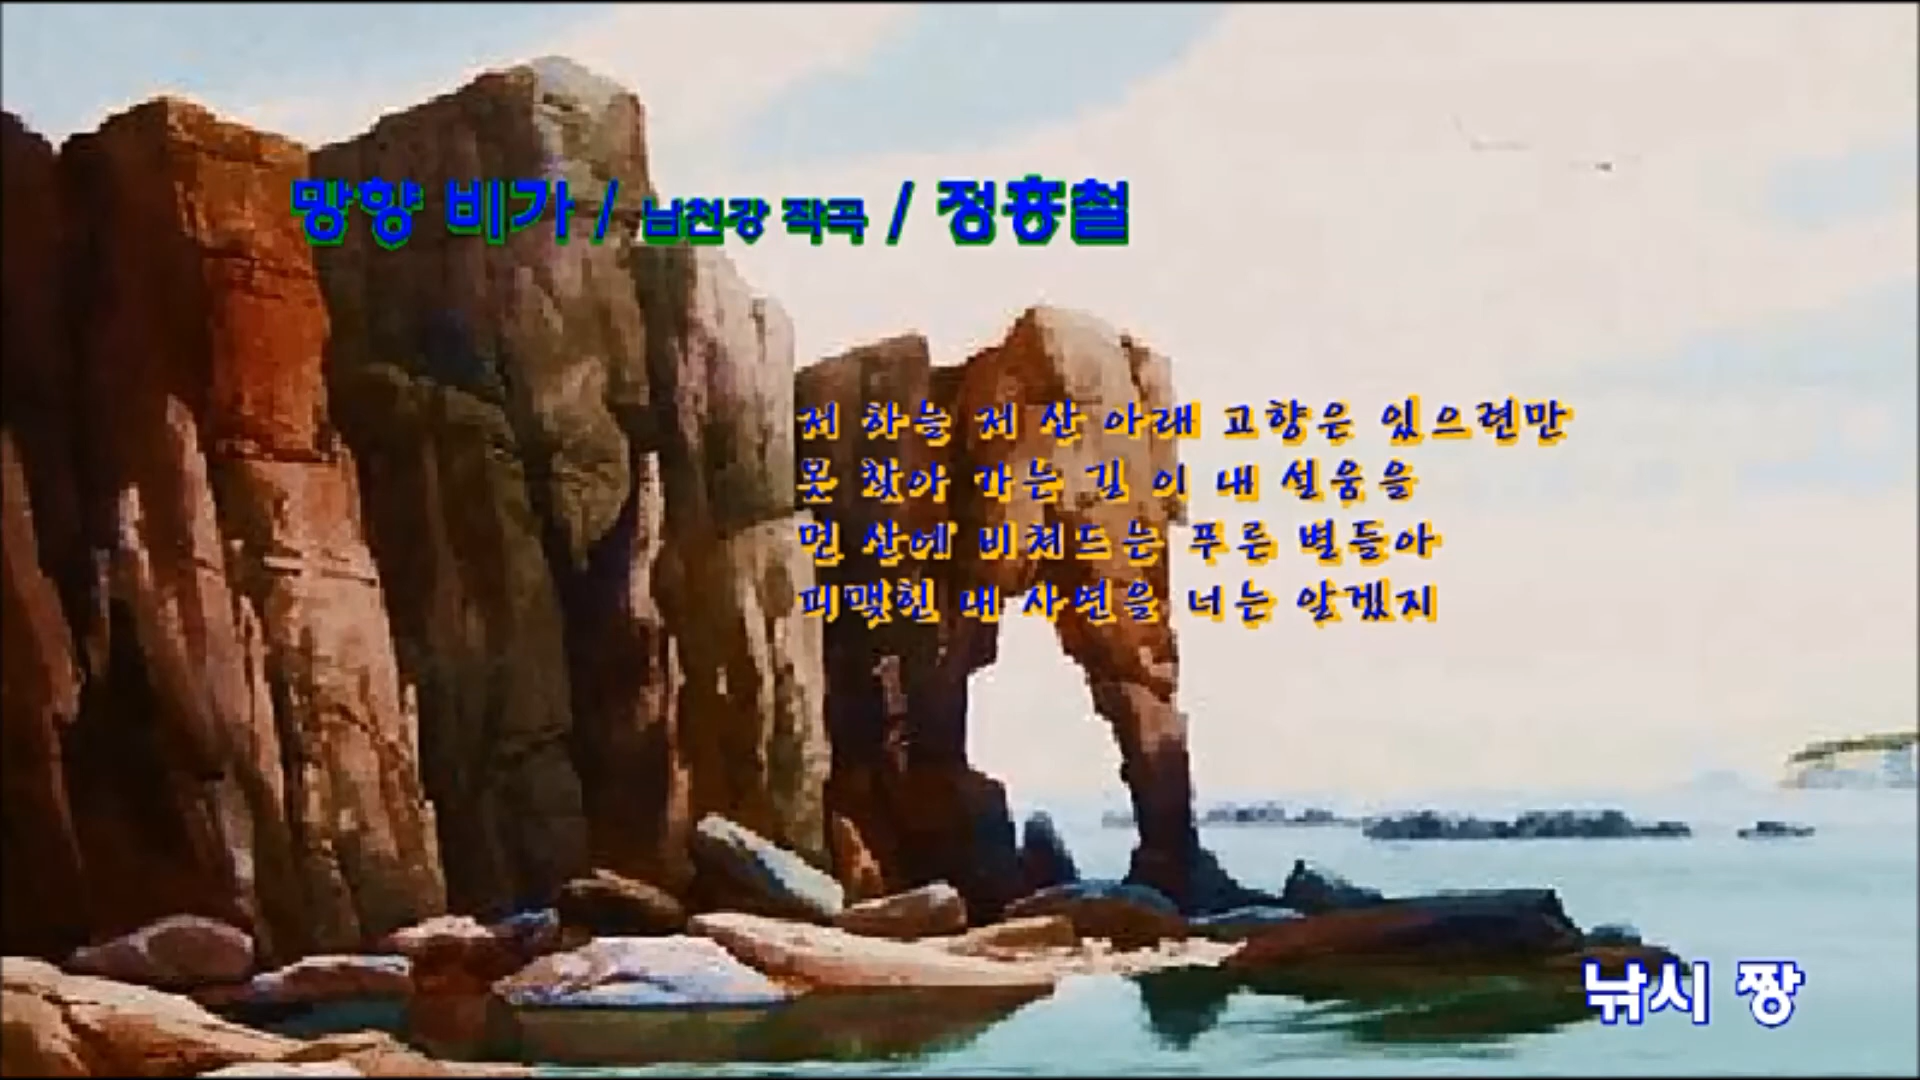 망향 비가 / 남천강 작곡 / 정흥철
저 하늘 저 산 아래 고향은 있으련만
못 찾아 가는 길 이 내 설움을
먼 산에 비쳐드는 푸른 별들아
피맺힌 내 사연을 너는 알겠지
낚시 짱